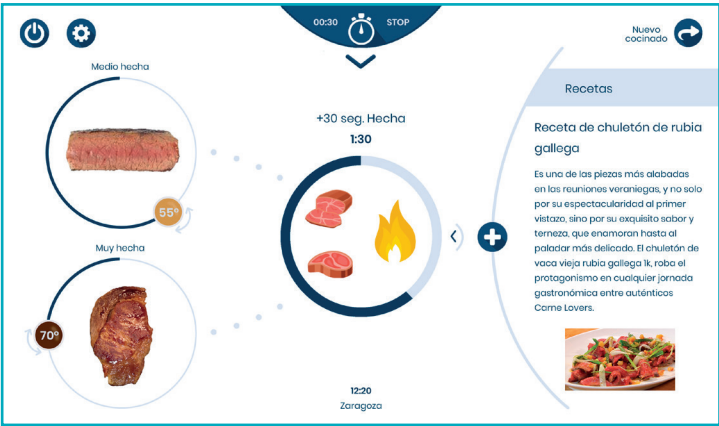 00:30
STOP
Nuevo
cocinado
Medio hecha
55º
Muy hecha
70º
+30 seg. Hecha
1:30
12:20
Zaragoza
Recetas
Receta de chuletón de rubia
gallega
Es una de las piezas más alabadas
en las reuniones veraniegas, y no solo
por su espectacularidad al primer
vistazo, sino por su exquisito sabor y
terneza, que enamoran hasta al
paladar más delicado. El chuletón de
vaca vieja rubia gallega 1k, roba el
protagonismo en cualquier jornada
gastronómica entre auténticos
Carne Lovers.